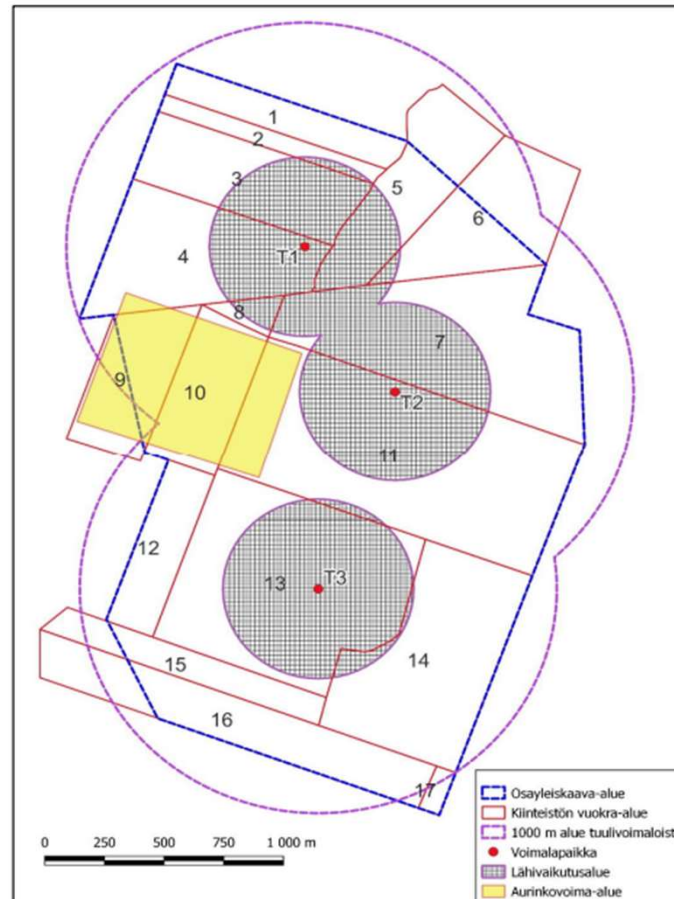 1
2
3
5
6
T1
4
8
7
9
10
T2
11
12
13
T3
14
15
16
17
Osayleiskaava-alue
Kiinteistön vuokra-alue
1000 m alue tuulivoimaloist
Voimalapaikka
Lähivaikutusalue
Aurinkovoima-alue
0 250 500 750 1 000 m